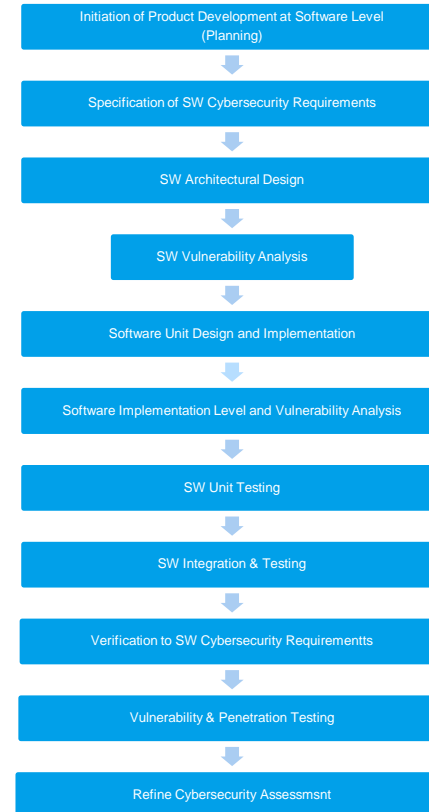 Initiation of Product Development at Software Level
(Planning)
Specification of SW Cybersecurity Requirements
SW Architectural Design
SW Vulnerability Analysis
Software Unit Design and Implementation
Software Implementation Level and Vulnerability Analysis
SW Unit Testing
SW Integration & Testing
Verification to SW Cybersecurity Requirementts
Vulnerability & Penetration Testing
Refine Cybersecurity Assessmsnt